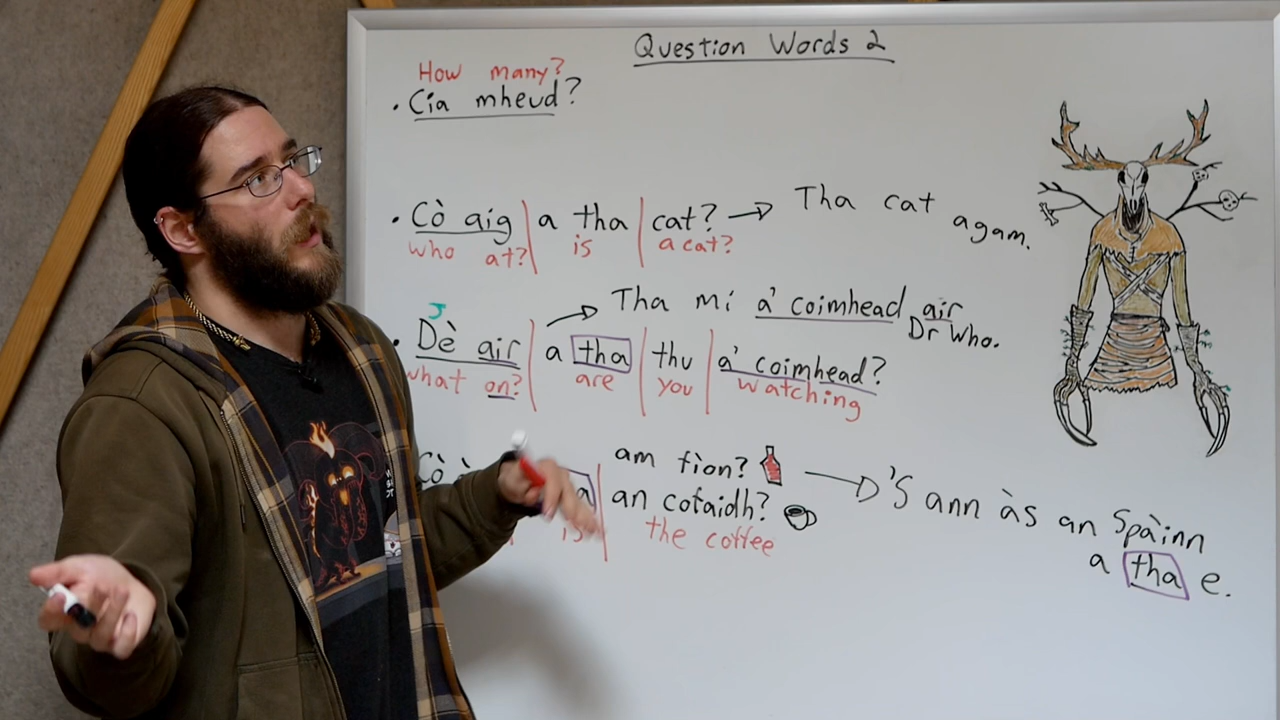 Question Words 2
How many?
• Cia mheud?
• Cò aig a tha cat? → Tha cat agam.
who at? is a cat?
Tha mi a' coimhead air Dr Who.
• Dè air a tha thu a' coimhead?
what on? are you watching
am fìon?
Cò an cofaidh?
is the coffee
'S ann às an Spàinn
a tha e.